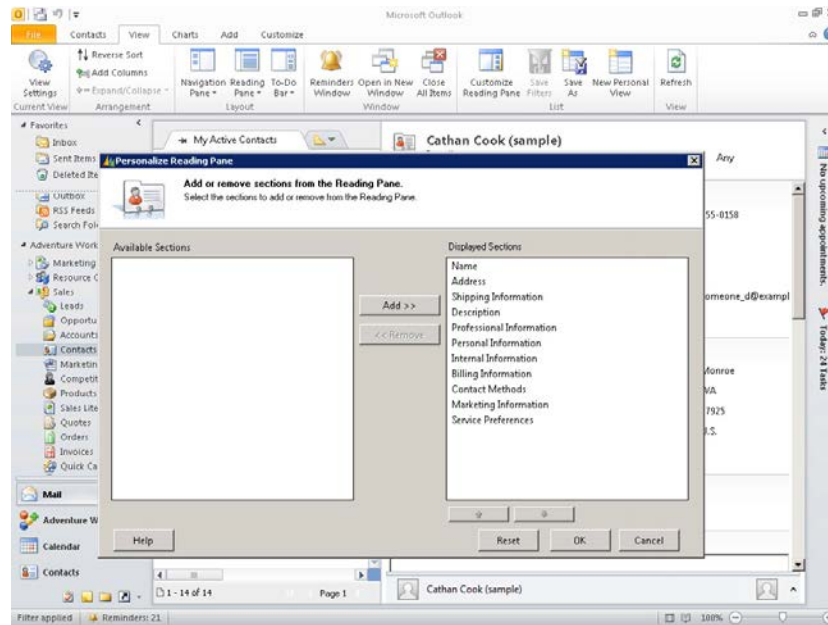 Microsoft Outlook
File Contacts View Charts Add Customize
View Settings
Reverse Sort
Add Columns
Expand/Collapse
Navigation Pane
Reading Pane
To-Do Bar
Reminders Window
Open in New Window
Close All Items
Customize Reading Pane
Save Filters
Save As
New Personal View
Refresh
Current View Arrangement Layout Window List View
Favorites
Inbox
Sent Items
Deleted Ite
Outbox
RSS Feeds
Search Fol
Adventure Work
Marketing
Resource C
Sales
Leads
Opportu
Accounts
Contacts
Marketin
Competit
Products
Sales Lite
Quotes
Orders
Invoices
Quick Ca
Mail
Adventure W
Calendar
Contacts
My Active Contacts
Cathan Cook (sample)
Any
Personalize Reading Pane
Add or remove sections from the Reading Pane.
Select the sections to add or remove from the Reading Pane.
Available Sections
Add >>
<< Remove
Displayed Sections
Name
Address
Shipping Information
Description
Professional Information
Personal Information
Internal Information
Billing Information
Contact Methods
Marketing Information
Service Preferences
Help Reset OK Cancel
55-0158
omeone_d@exampl
Monroe
VA
7925
No upcoming appointments.
Today: 24 Tasks
1 - 14 of 14 Page 1
Cathan Cook (sample)
Filter applied Reminders: 21 100%